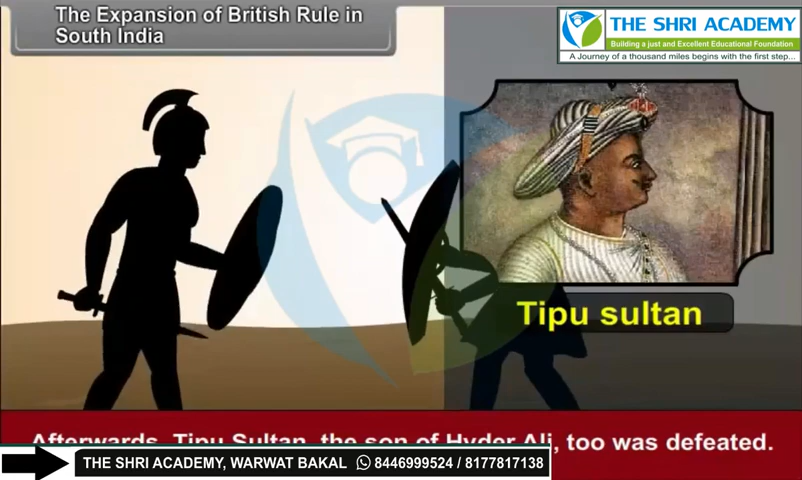 The Expansion of British Rule in
South India
THE SHRI ACADEMY
Building a just and Excellent Educational Foundation
A Journey of a thousand miles begins with the first step...
Tipu sultan
Afterwards, Tipu Sultan, the son of Hyder Ali, too was defeated.
THE SHRI ACADEMY, WARWAT BAKAL 8446999524 / 8177817138